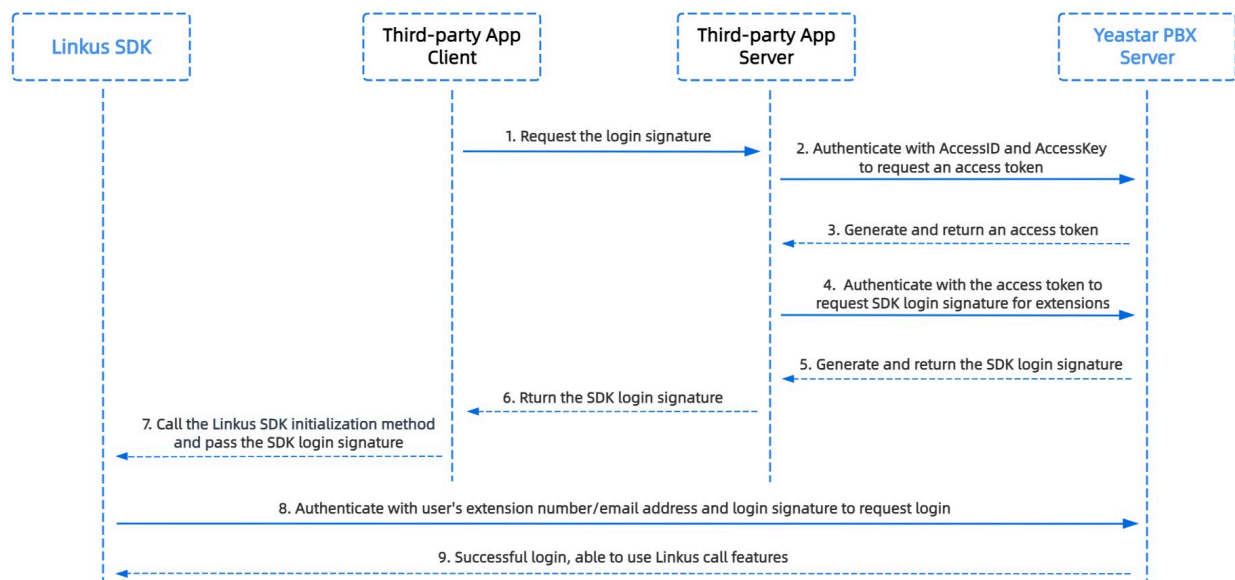 Linkus SDK
Third-party App
Client
Third-party App
Server
Yeastar PBX
Server
1. Request the login signature
2. Authenticate with AccessID and AccessKey
to request an access token
3. Generate and return an access token
4. Authenticate with the access token to
request SDK login signature for extensions
5. Generate and return the SDK login signature
6. Rturn the SDK login signature
7. Call the Linkus SDK initialization method
and pass the SDK login signature
8. Authenticate with user's extension number/email address and login signature to request login
9. Successful login, able to use Linkus call features